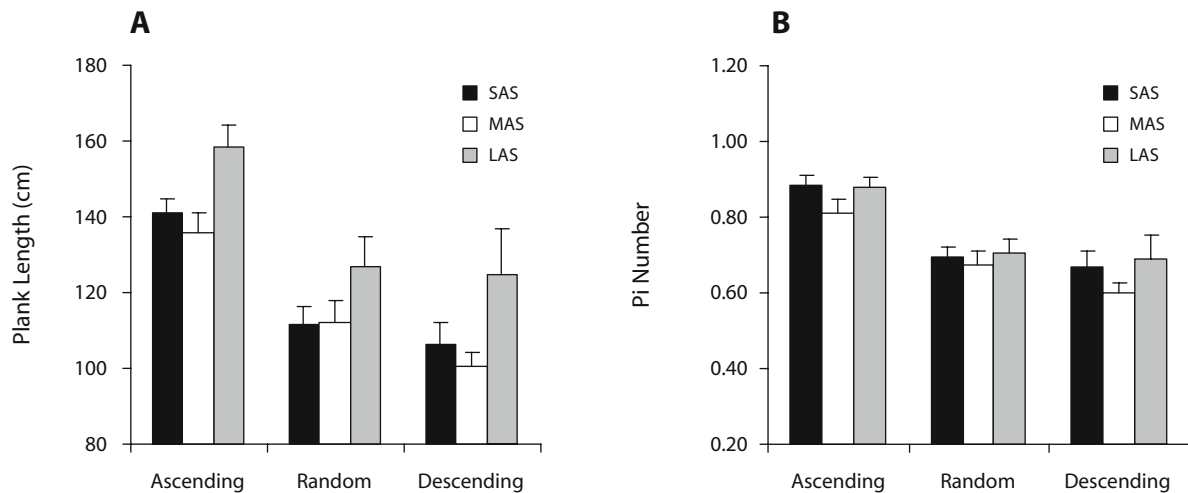 A
180
160
140
120
100
80
Plank Length (cm)
SAS
MAS
LAS
Ascending Random Descending
B
1.20
1.00
0.80
0.60
0.40
0.20
Pi Number
SAS
MAS
LAS
Ascending Random Descending